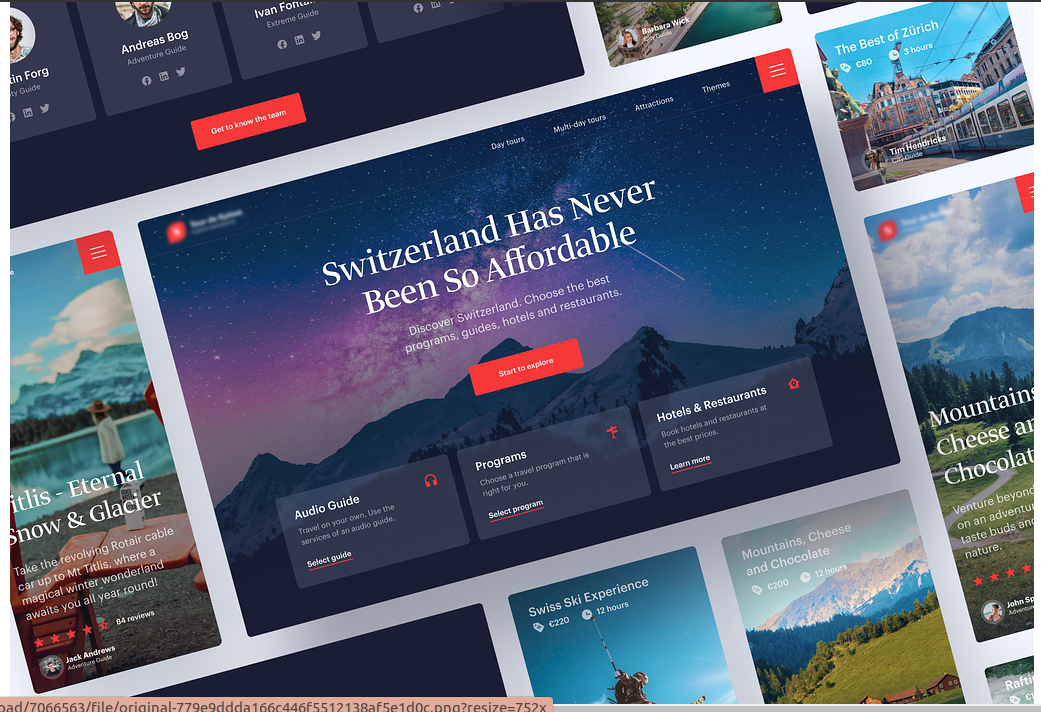 tin Forg
ity Guide
Andreas Bog
Adventure Guide
Extreme Guide
Get to know the team
Barbara Wick
City Guide
The Best of Zürich
€80
3 hours
Tim Hendricks
City Guide
Day tours
Multi-day tours
Attractions
Themes
Switzerland Has Never
Been So Affordable
Discover Switzerland. Choose the best
programs, guides, hotels and restaurants.
Start to explore
Audio Guide
Travel on your own. Use the
services of an audio guide.
Select guide
Programs
Choose a travel program that is
right for you.
Select program
Hotels & Restaurants
Book hotels and restaurants at
the best prices.
Learn more
itlis - Eternal
Snow & Glacier
Take the revolving Rotair cable
car up to Mt Titlis, where a
magical winter wonderland
awaits you all year round!
84 reviews
Jack Andrews
Adventure Guide
Swiss Ski Experience
€220
12 hours
Mountains, Cheese
and Chocolate
€200
12 hours
Mountains
Cheese an
Chocolat
Venture beyond
on an adventur
taste buds and
nature.
John Sp
Adventure
Raftin
oad/7066563/file/original-779e9ddda166c446f5512138af5e1d0c.png?resize=752x